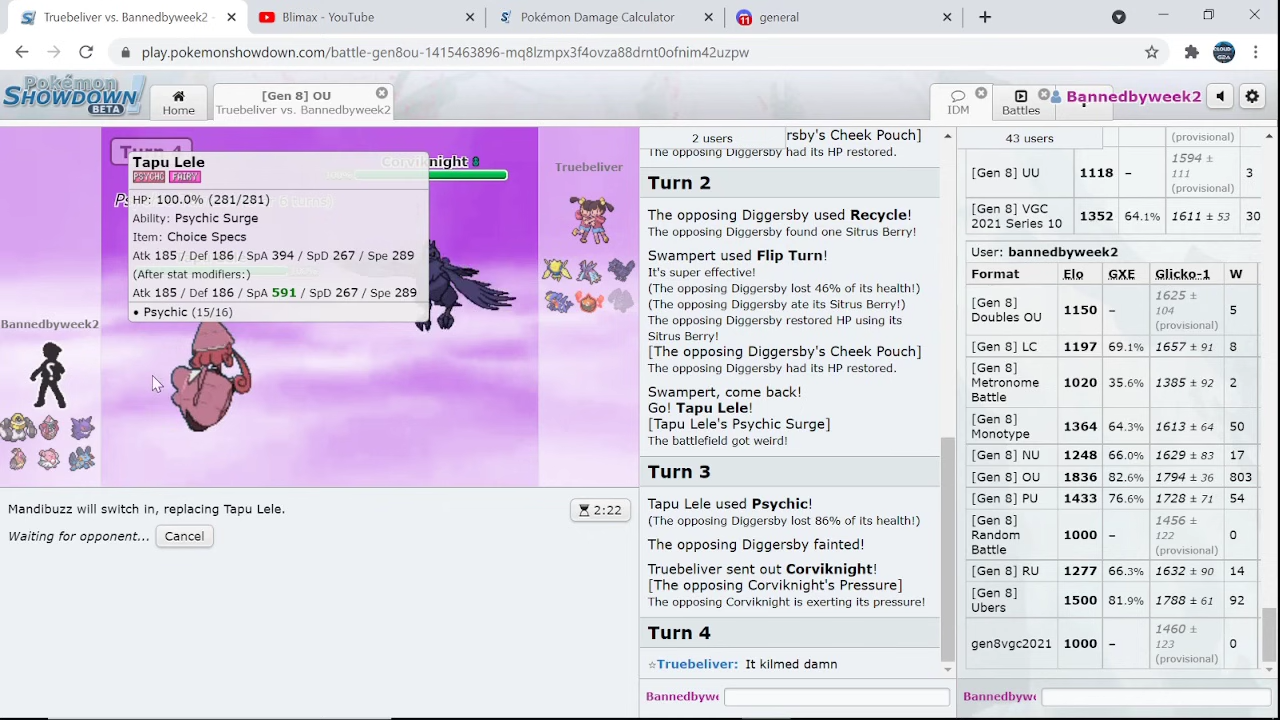 Truebeliver vs. Bannedbyweek2 -
Blimax - YouTube
Pokémon Damage Calculator
11
general
play.pokemonshowdown.com/battle-gen8ou-1415463896-mq8lzmpx3f4ovza88drnt0ofnim42uzpw
Pokémon
SHOWDOWN!
BETA
Home
[Gen 8] OU
Truebeliver vs. Bannedbyweek2
IDM
Battles
Bannedbyweek2
Tapu Lele
PSYCHC FAIRY
HP: 100.0% (281/281)
Ability: Psychic Surge
Item: Choice Specs
Atk 185 / Def 186 / SpA 394 / SpD 267 / Spe 289
(After stat modifiers:)
Atk 185 / Def 186 / SpA 591 / SpD 267 / Spe 289
• Psychic (15/16)
Truebeliver
Bannedbyweek2
Mandibuzz will switch in, replacing Tapu Lele.
2:22
Waiting for opponent...
Cancel
2 users
rsby's Cheek Pouch]
The opposing Diggersby had its HP restored.
Turn 2
The opposing Diggersby used Recycle!
The opposing Diggersby found one Sitrus Berry!
Swampert used Flip Turn!
It's super effective!
(The opposing Diggersby lost 46% of its health!)
(The opposing Diggersby ate its Sitrus Berry!)
The opposing Diggersby restored HP using its
Sitrus Berry!
[The opposing Diggersby's Cheek Pouch]
The opposing Diggersby had its HP restored.
Swampert, come back!
Go! Tapu Lele!
[Tapu Lele's Psychic Surge]
The battlefield got weird!
Turn 3
Tapu Lele used Psychic!
(The opposing Diggersby lost 86% of its health!)
The opposing Diggersby fainted!
Truebeliver sent out Corviknight!
[The opposing Corviknight's Pressure]
The opposing Corviknight is exerting its pressure!
Turn 4
☆Truebeliver: It kilmed damn
Bannedbywe
43 users
(provisional)
[Gen 8] UU 1118 – 1594 ± 111 (provisional) 3
[Gen 8] VGC 2021 Series 10 1352 64.1% 1611 ± 53 30
User: bannedbyweek2
Format Elo GXE Glicko-1 W
[Gen 8] Doubles OU 1150 – 1625 ± 104 (provisional) 5
[Gen 8] LC 1197 69.1% 1657 ± 91 8
[Gen 8] Metronome Battle 1020 35.6% 1385 ± 92 2
[Gen 8] Monotype 1364 64.3% 1613 ± 64 50
[Gen 8] NU 1248 66.0% 1629 ± 83 17
[Gen 8] OU 1836 82.6% 1794 ± 36 803
[Gen 8] PU 1433 76.6% 1728 ± 71 54
[Gen 8] Random Battle 1000 – 1456 ± 122 (provisional) 0
[Gen 8] RU 1277 66.3% 1632 ± 90 14
[Gen 8] Ubers 1500 81.9% 1788 ± 61 92
gen8vgc2021 1000 – 1460 ± 123 (provisional) 0
Bannedbyw